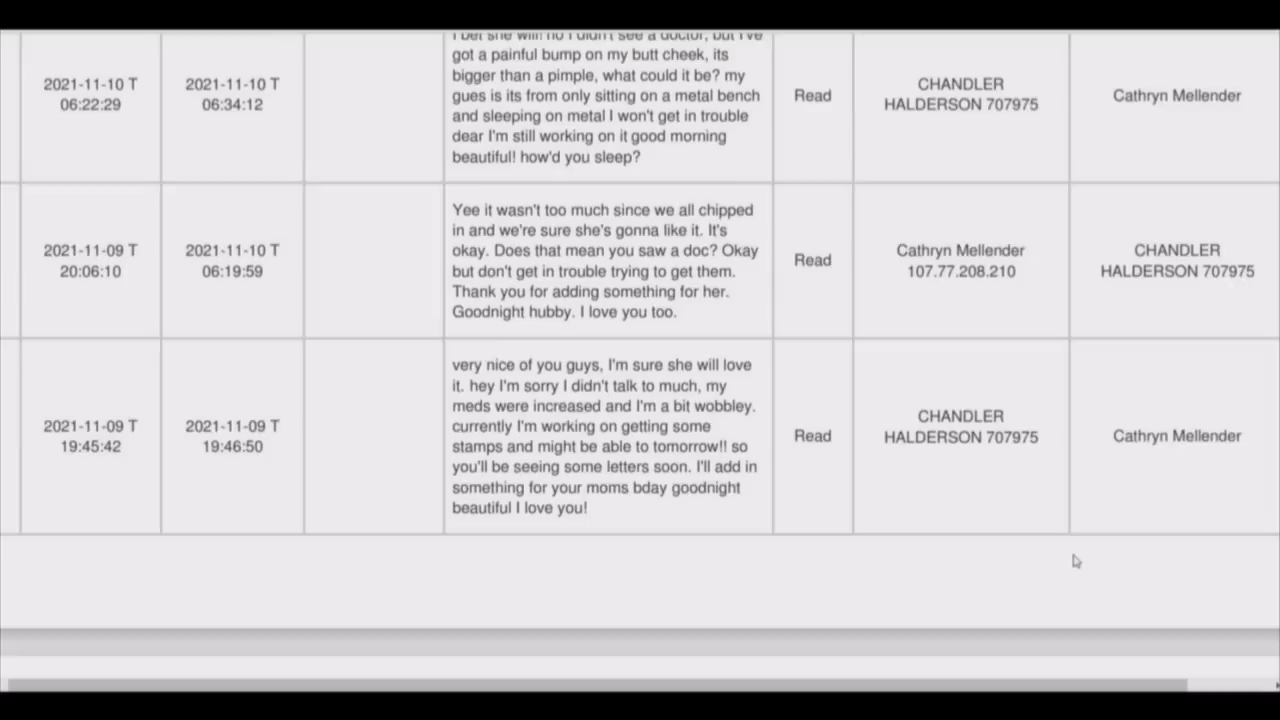 I bet she will! no I didn't see a doctor, but I've
got a painful bump on my butt cheek, its
bigger than a pimple, what could it be? my
gues is its from only sitting on a metal bench
and sleeping on metal I won't get in trouble
dear I'm still working on it good morning
beautiful! how'd you sleep?
2021-11-10 T
06:22:29
2021-11-10 T
06:34:12
Read
CHANDLER
HALDERSON 707975
Cathryn Mellender
2021-11-09 T
20:06:10
2021-11-10 T
06:19:59
Yee it wasn't too much since we all chipped
in and we're sure she's gonna like it. It's
okay. Does that mean you saw a doc? Okay
but don't get in trouble trying to get them.
Thank you for adding something for her.
Goodnight hubby. I love you too.
Read
Cathryn Mellender
107.77.208.210
CHANDLER
HALDERSON 707975
2021-11-09 T
19:45:42
2021-11-09 T
19:46:50
very nice of you guys, I'm sure she will love
it. hey I'm sorry I didn't talk to much, my
meds were increased and I'm a bit wobbley.
currently I'm working on getting some
stamps and might be able to tomorrow!! so
you'll be seeing some letters soon. I'll add in
something for your moms bday goodnight
beautiful I love you!
Read
CHANDLER
HALDERSON 707975
Cathryn Mellender